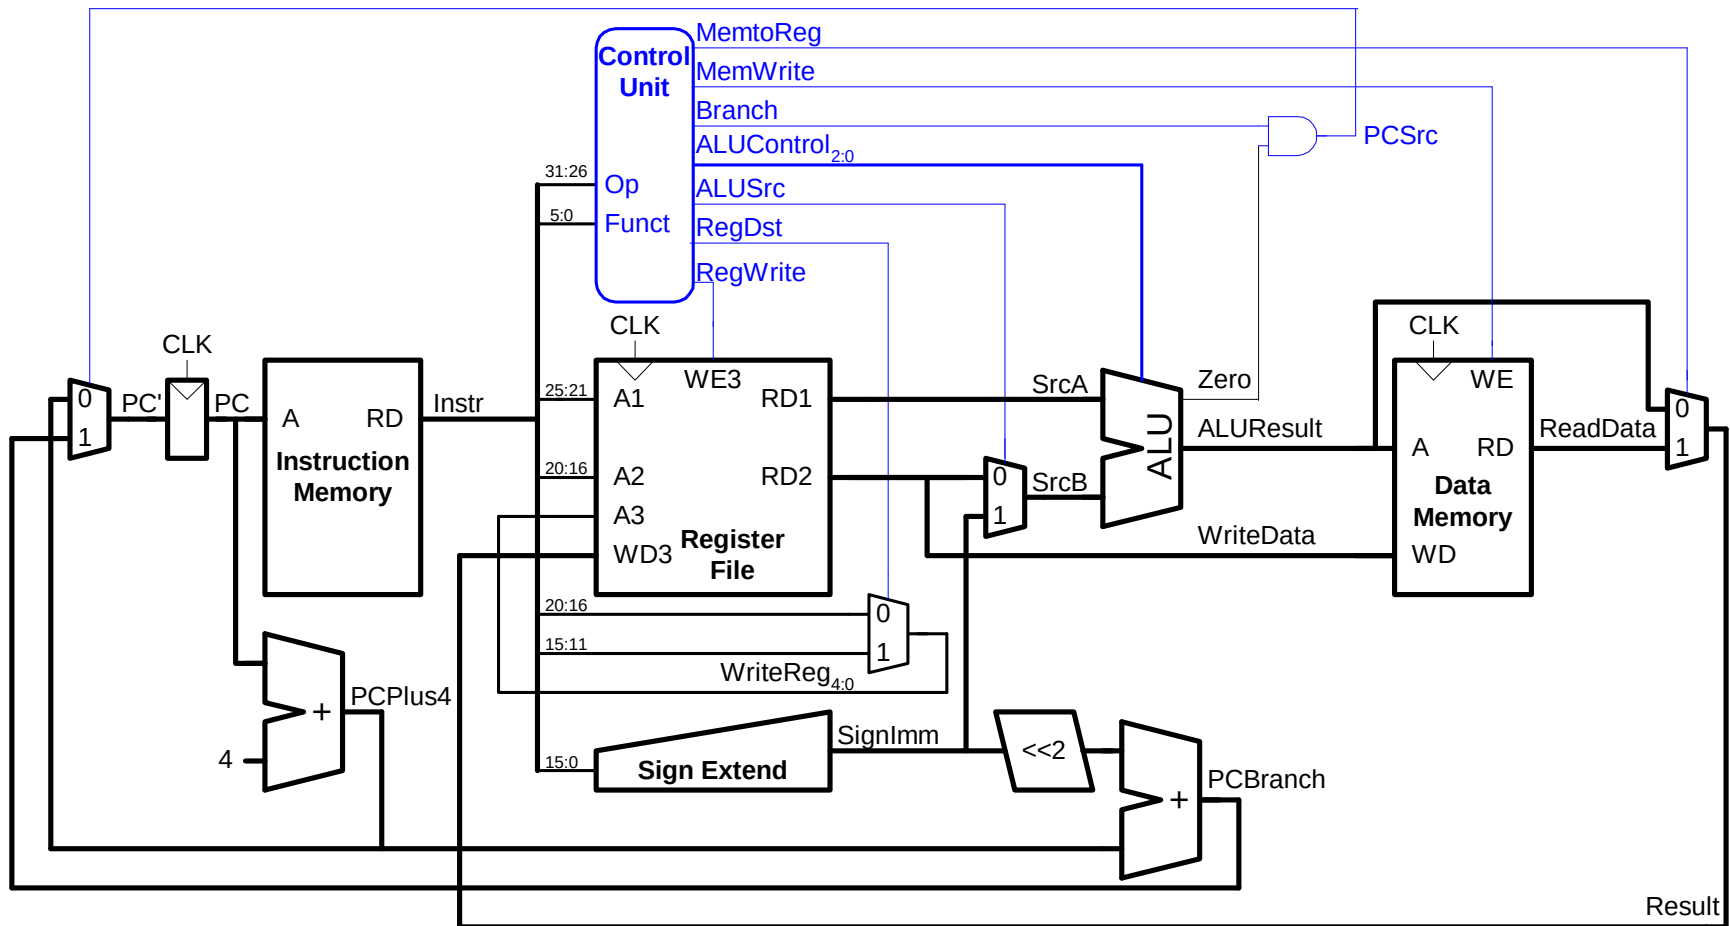 MemtoReg
Control
Unit
MemWrite
Branch
PCSrc
ALUControl2:0
31:26
Op
ALUSrc
5:0
Funct
RegDst
RegWrite
CLK
CLK
CLK
WE3
Zero
WE
0
PC'
PC
A
RD
Instr
25:21
A1
RD1
SrcA
0
1
ALU
ALUResult
A
RD
ReadData
1
Instruction
Memory
20:16
A2
RD2
0
SrcB
Data
Memory
A3
1
WD3
Register
File
WriteData
WD
20:16
0
15:11
1
WriteReg4:0
PCPlus4
+
4
SignImm
15:0
Sign Extend
<<2
PCBranch
+
Result